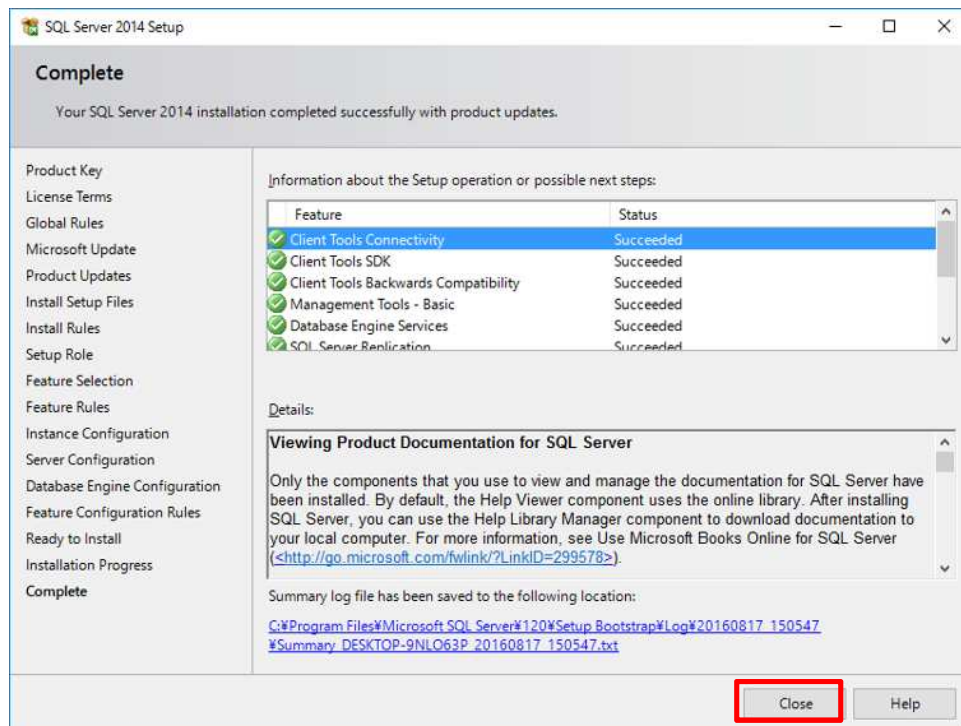 SQL Server 2014 Setup
Complete
Your SQL Server 2014 installation completed successfully with product updates.
Product Key
License Terms
Global Rules
Microsoft Update
Product Updates
Install Setup Files
Install Rules
Setup Role
Feature Selection
Feature Rules
Instance Configuration
Server Configuration
Database Engine Configuration
Feature Configuration Rules
Ready to Install
Installation Progress
Complete
Information about the Setup operation or possible next steps:
Feature Status
Client Tools Connectivity Succeeded
Client Tools SDK Succeeded
Client Tools Backwards Compatibility Succeeded
Management Tools - Basic Succeeded
Database Engine Services Succeeded
SQL Server Replication Succeeded
Details:
Viewing Product Documentation for SQL Server
Only the components that you use to view and manage the documentation for SQL Server have
been installed. By default, the Help Viewer component uses the online library. After installing
SQL Server, you can use the Help Library Manager component to download documentation to
your local computer. For more information, see Use Microsoft Books Online for SQL Server
(<http://go.microsoft.com/fwlink/?LinkID=299578>).
Summary log file has been saved to the following location:
C:¥Program Files¥Microsoft SQL Server¥120¥Setup Bootstrap¥Log¥20160817_150547
¥Summary_DESKTOP-9NLO63P_20160817_150547.txt
Close Help